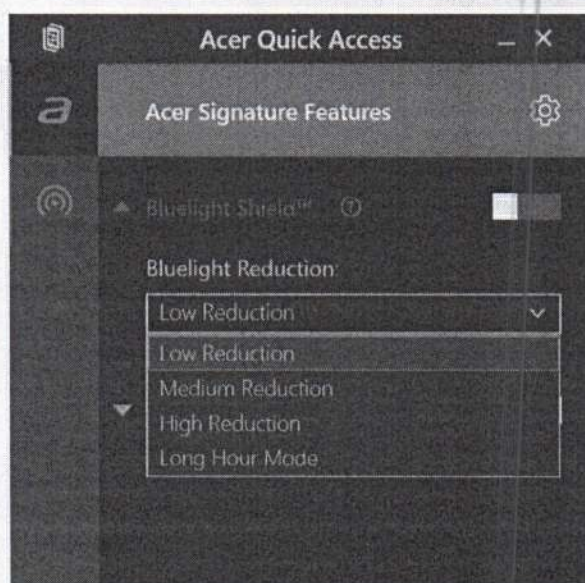 Acer Quick Access
a
Acer Signature Features
Bluelight Shield™ ?
Bluelight Reduction:
Low Reduction
Low Reduction
Medium Reduction
High Reduction
Long Hour Mode